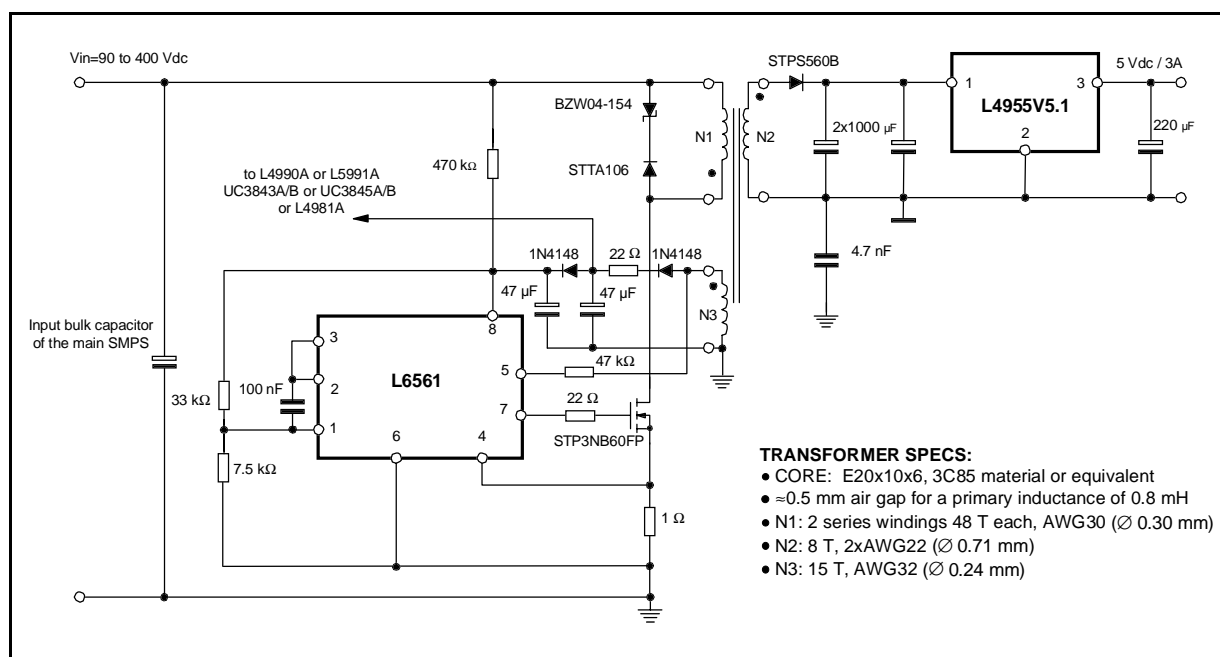 Vin=90 to 400 Vdc
STPS560B
5 Vdc / 3A
BZW04-154
1
3
L4955V5.1
N1
N2
2x1000 µF
2
220 µF
470 kΩ
STTA106
to L4990A or L5991A
UC3843A/B or UC3845A/B
or L4981A
1N4148
22 Ω
1N4148
4.7 nF
47 µF
47 µF
N3
8
Input bulk capacitor
of the main SMPS
3
47 kΩ
5
L6561
100 nF
2
22 Ω
33 kΩ
7
1
6
4
STP3NB60FP
7.5 kΩ
1 Ω
TRANSFORMER SPECS:
• CORE: E20x10x6, 3C85 material or equivalent
• ≈0.5 mm air gap for a primary inductance of 0.8 mH
• N1: 2 series windings 48 T each, AWG30 (∅ 0.30 mm)
• N2: 8 T, 2xAWG22 (∅ 0.71 mm)
• N3: 15 T, AWG32 (∅ 0.24 mm)